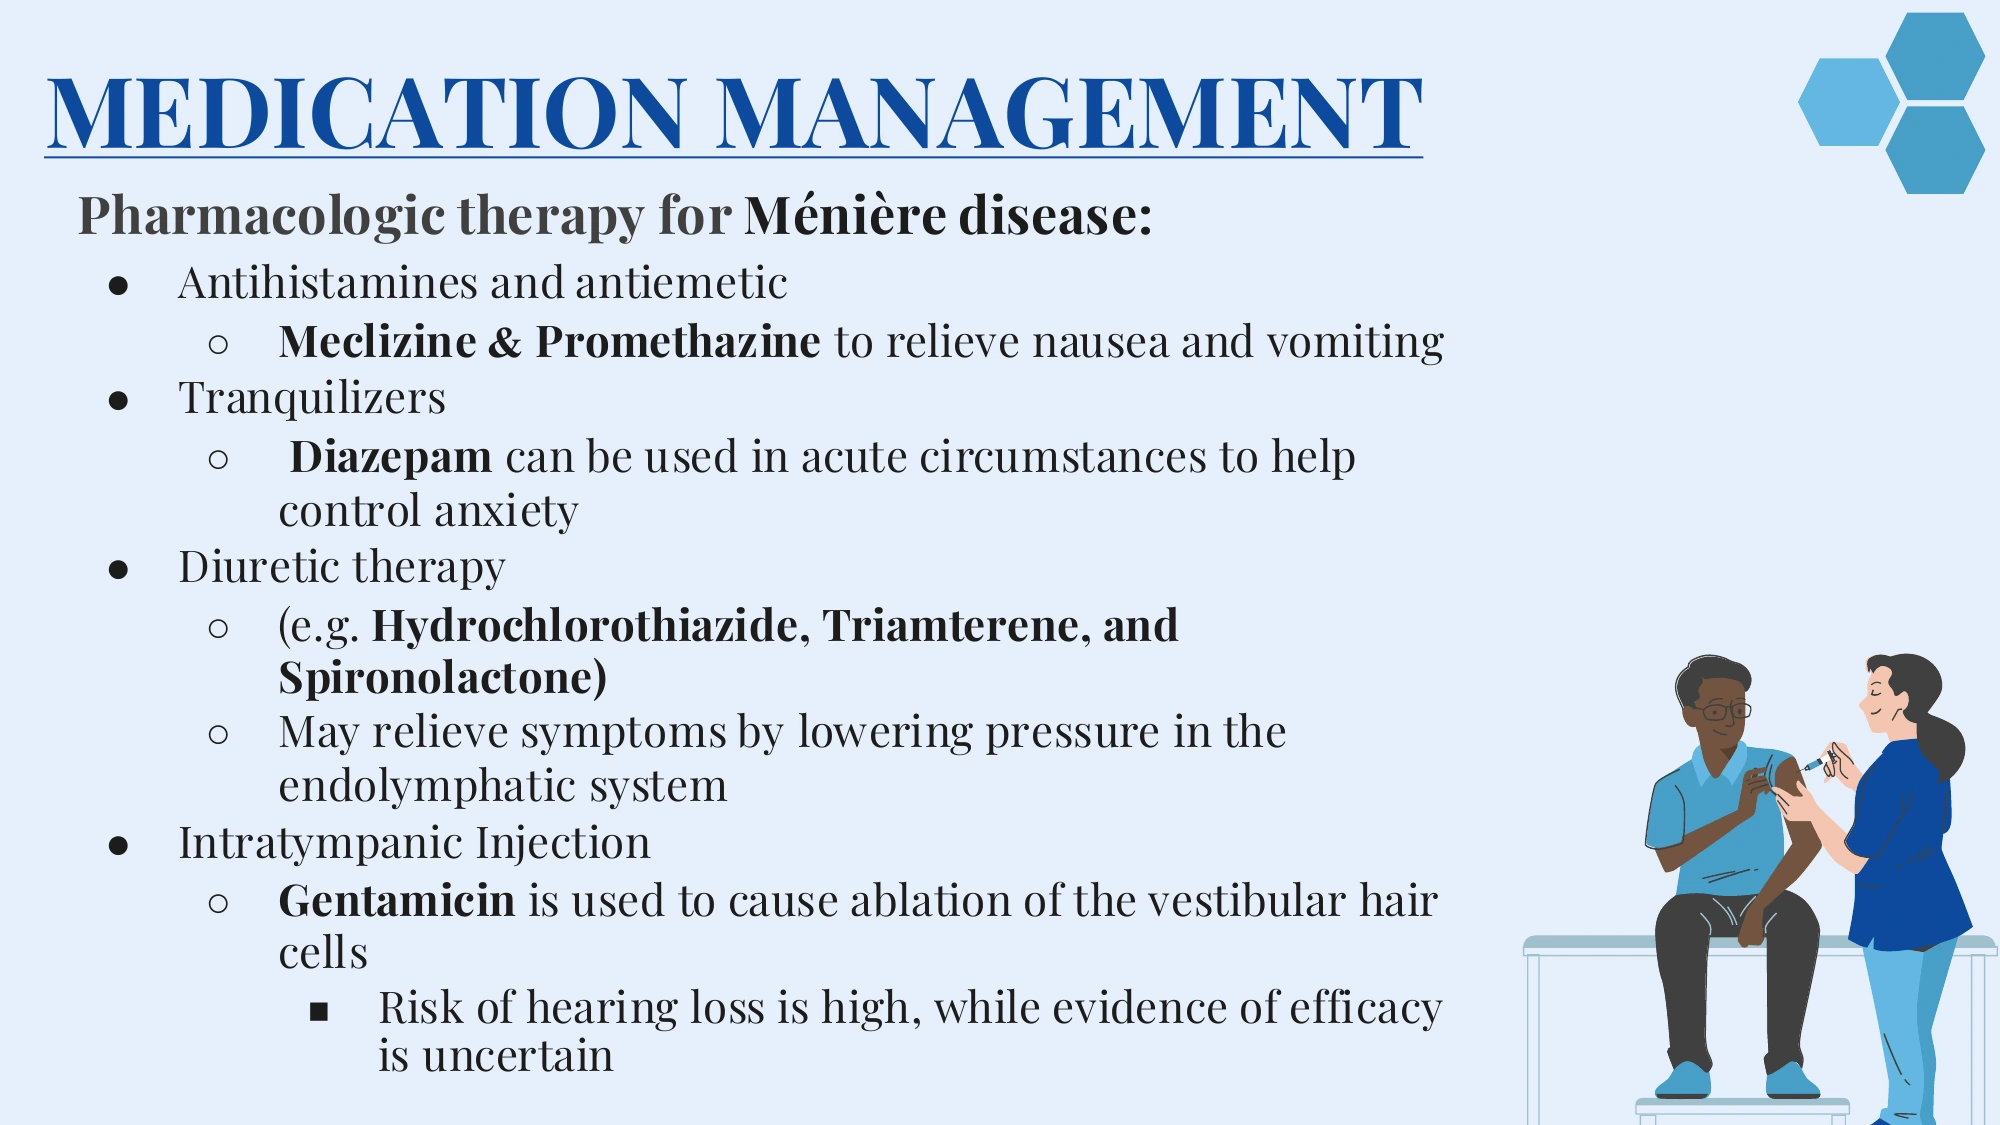 MEDICATION MANAGEMENT
Pharmacologic therapy for Ménière disease:
● Antihistamines and antiemetic
○ Meclizine & Promethazine to relieve nausea and vomiting
● Tranquilizers
○ Diazepam can be used in acute circumstances to help
control anxiety
● Diuretic therapy
○ (e.g. Hydrochlorothiazide, Triamterene, and
Spironolactone)
○ May relieve symptoms by lowering pressure in the
endolymphatic system
● Intratympanic Injection
○ Gentamicin is used to cause ablation of the vestibular hair
cells
■ Risk of hearing loss is high, while evidence of efficacy
is uncertain